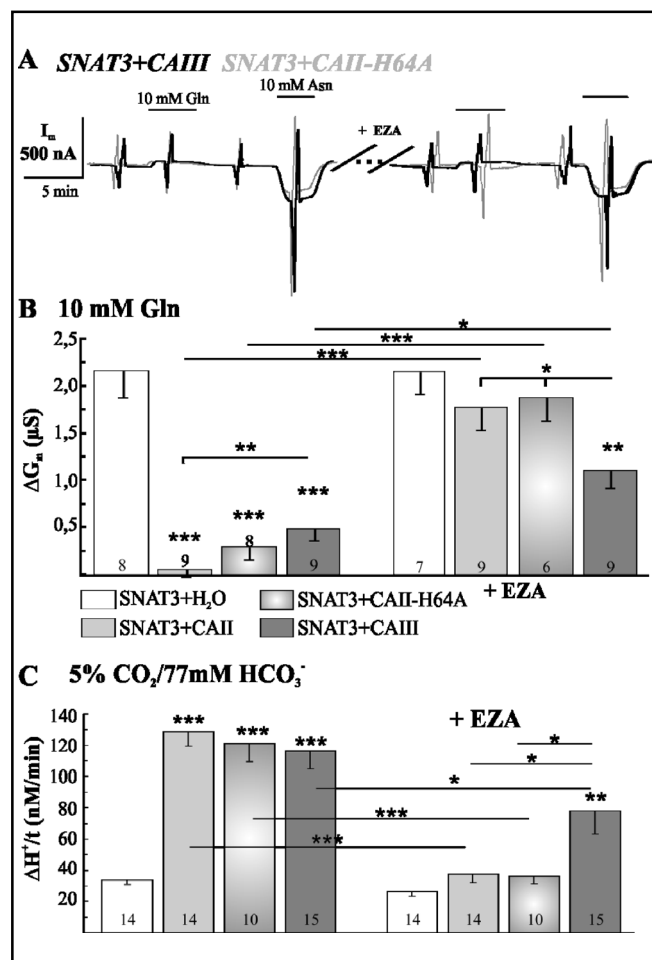 A SNAT3+CAIII SNAT3+CAII-H64A
10 mM Gln
10 mM Asn
+ EZA
Iₘ
500 nA
5 min
B 10 mM Gln
ΔGₘ (µS)
2,5
2,0
1,5
1,0
0,5
***
***
*
*
**
***
***
***
**
8
9
8
9
7
9
6
9
+ EZA
SNAT3+H₂O
SNAT3+CAII-H64A
SNAT3+CAII
SNAT3+CAIII
C 5% CO₂/77mM HCO₃⁻
ΔH⁺/t (nM/min)
140
120
100
80
60
40
20
+ EZA
***
***
***
*
*
*
**
***
***
14
14
10
15
14
14
10
15